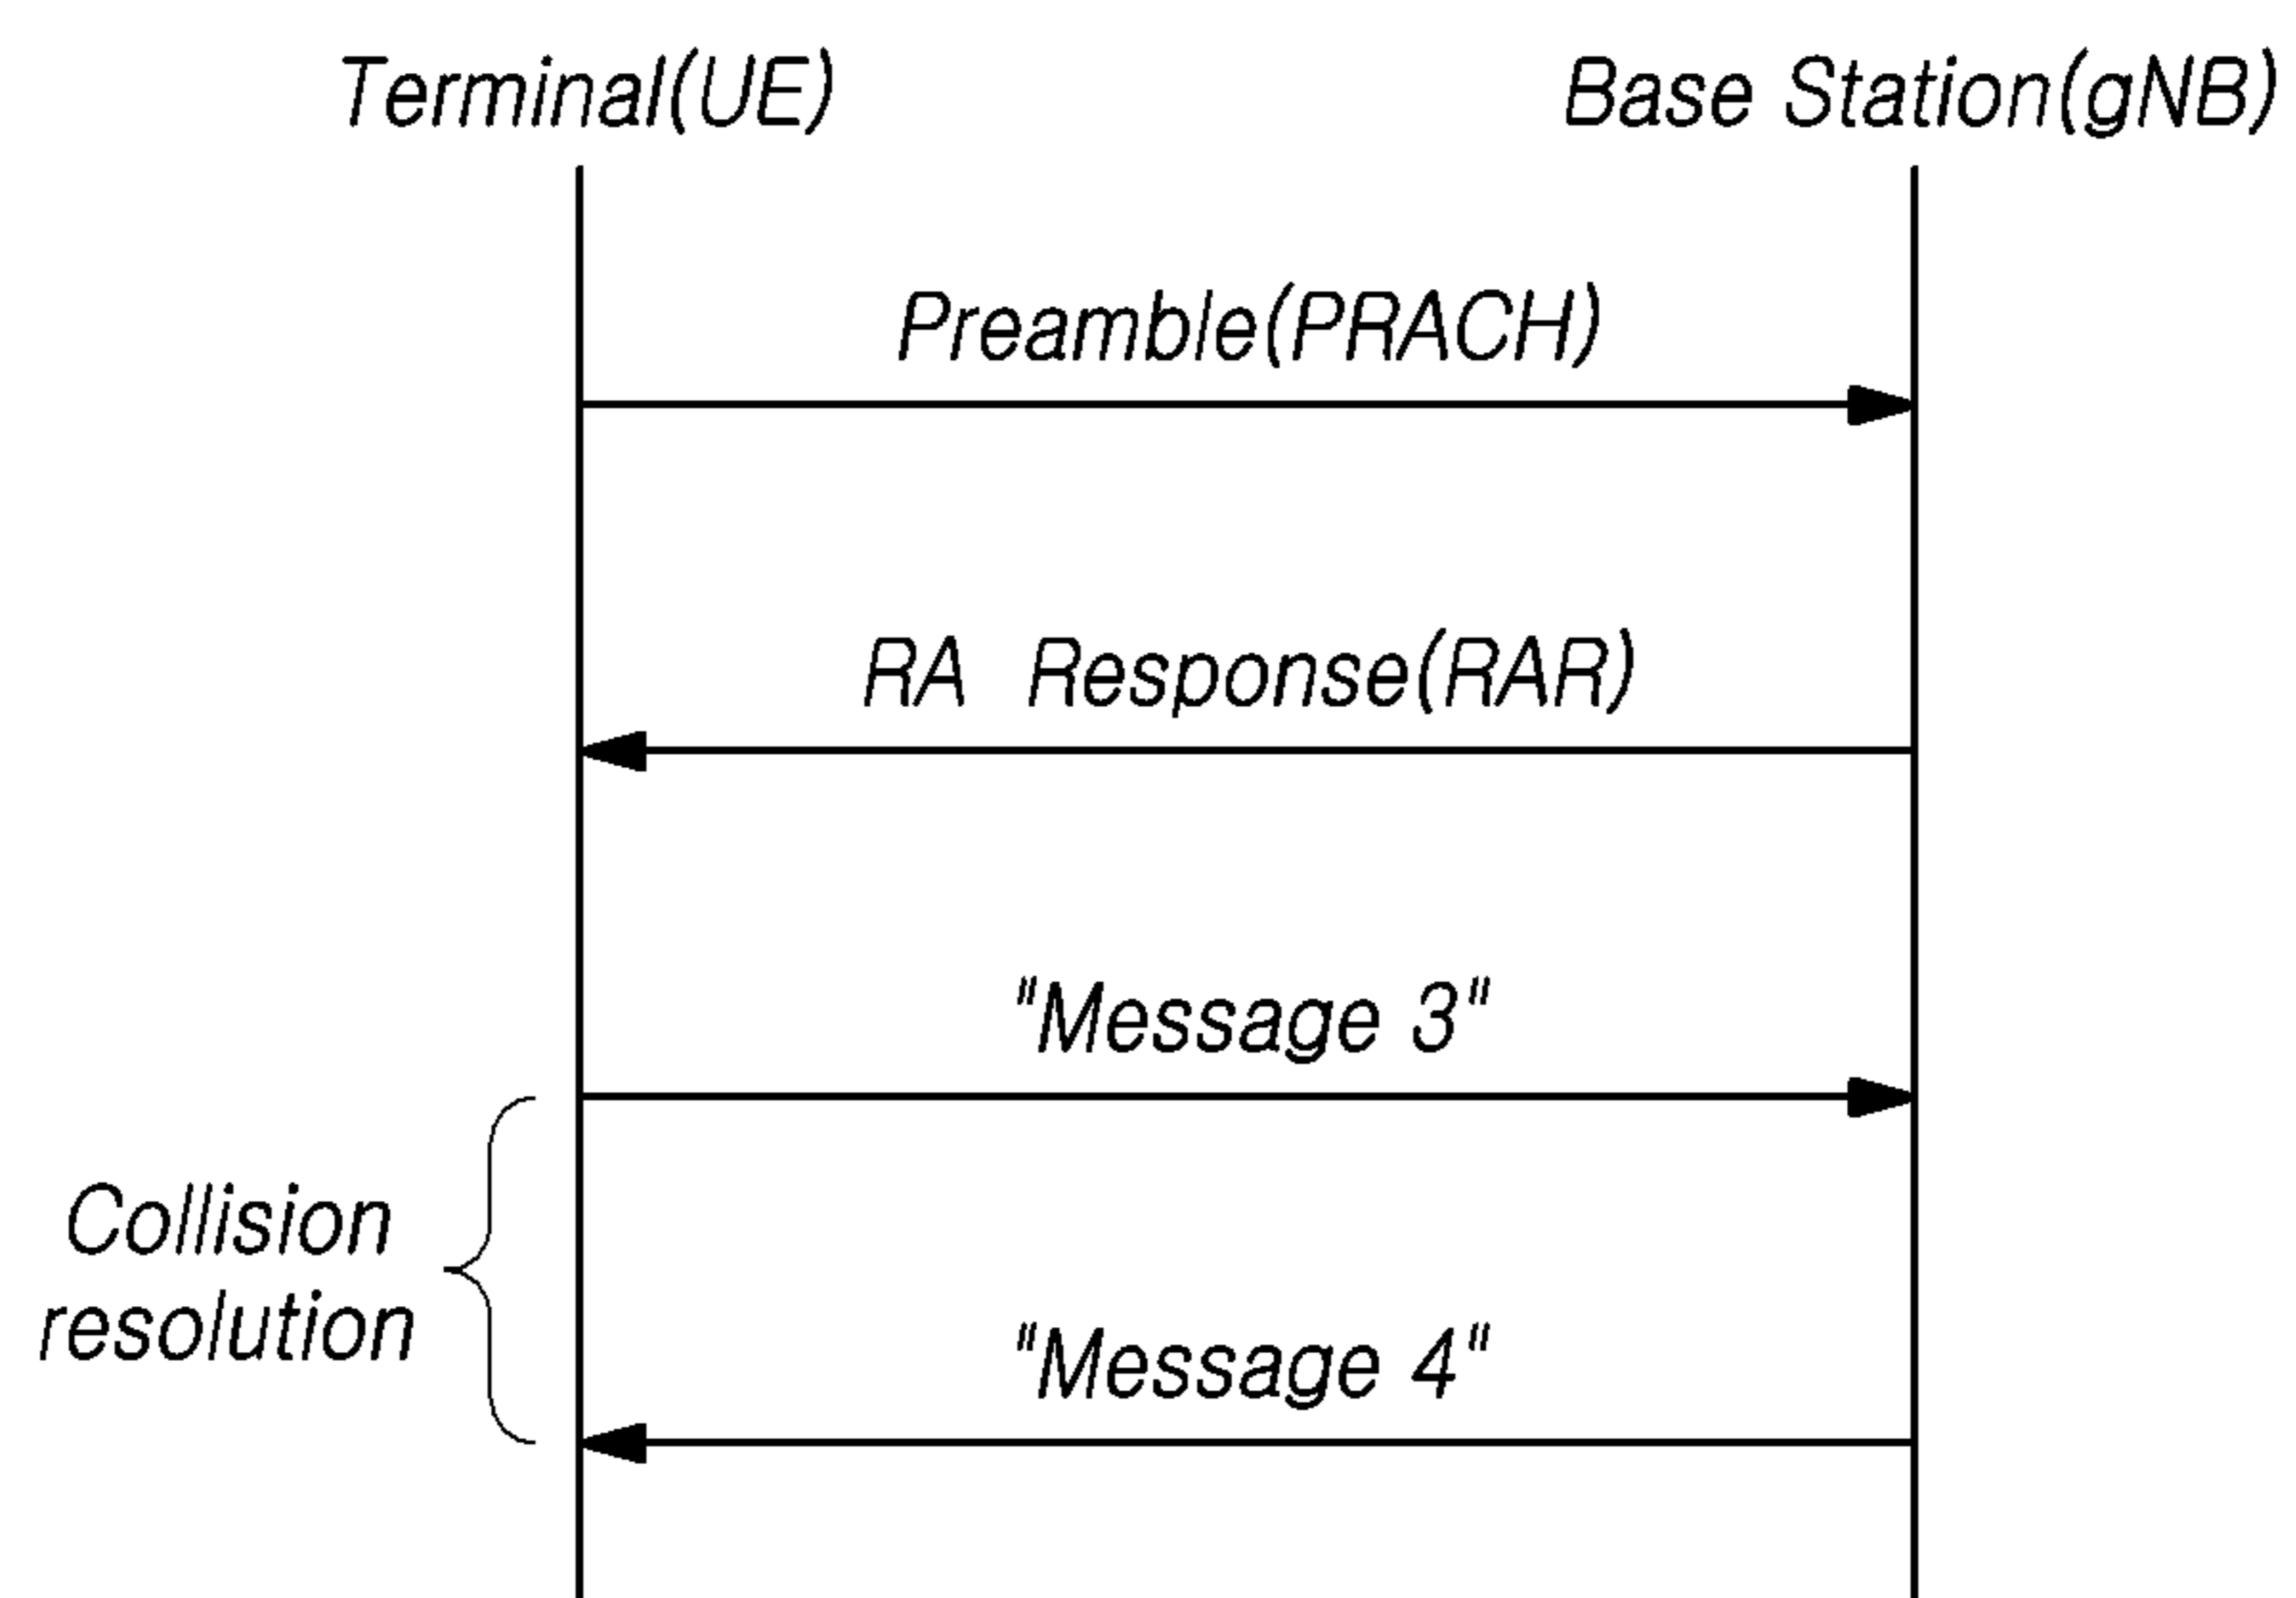 Terminal(UE)
Base Station(gNB)
Preamble(PRACH)
RA Response(RAR)
"Message 3"
Collision
resolution
"Message 4"